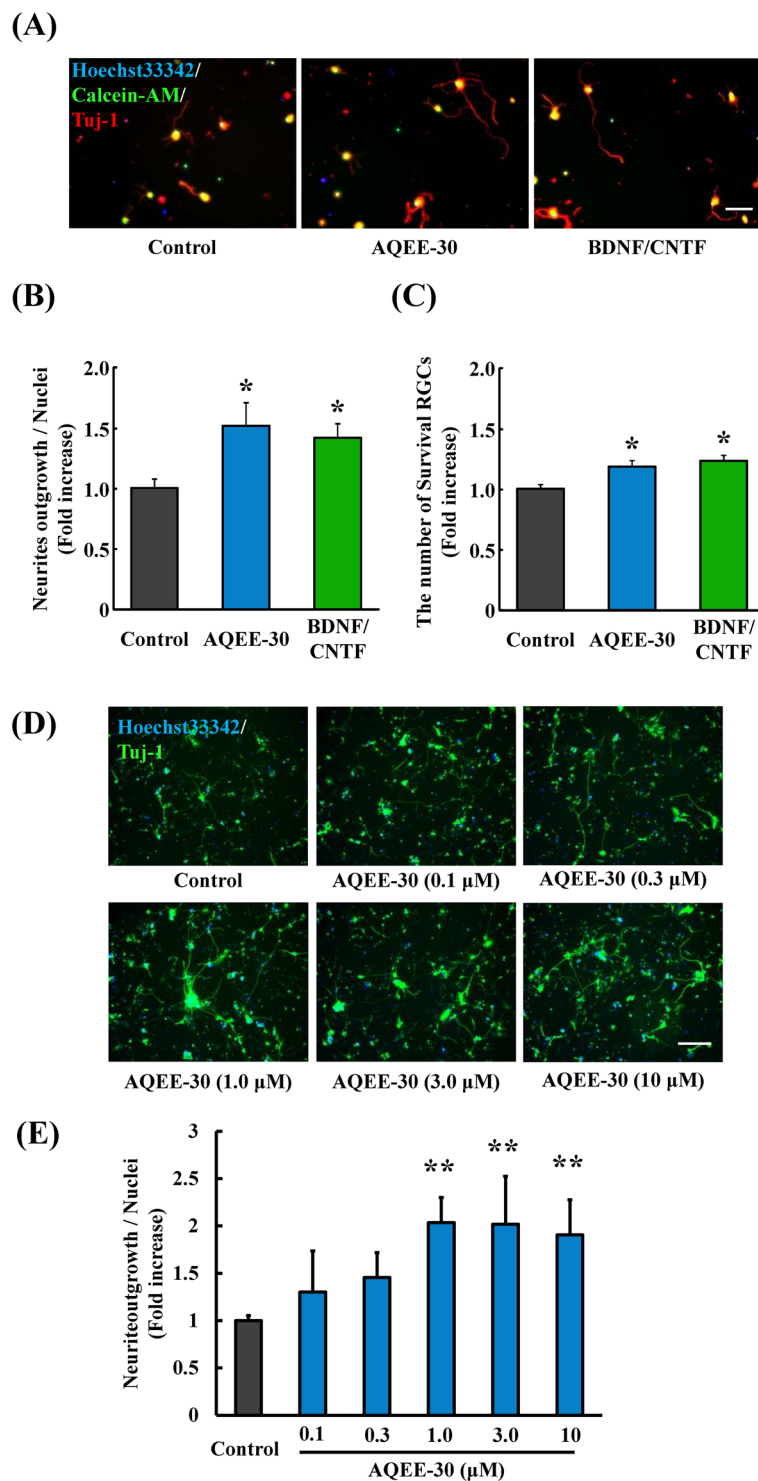 (A)
Hoechst33342/
Calcein-AM/
Tuj-1
Control
AQEE-30
BDNF/CNTF
(B)
Neurites outgrowth / Nuclei
(Fold increase)
2.0
1.5
1.0
0.5
0
*
*
Control
AQEE-30
BDNF/
CNTF
(C)
The number of Survival RGCs
(Fold increase)
2.0
1.5
1.0
0.5
0
*
*
Control
AQEE-30
BDNF/
CNTF
(D)
Hoechst33342/
Tuj-1
Control
AQEE-30 (0.1 µM)
AQEE-30 (0.3 µM)
AQEE-30 (1.0 µM)
AQEE-30 (3.0 µM)
AQEE-30 (10 µM)
(E)
Neuriteoutgrowth / Nuclei
(Fold increase)
3
2.5
2
1.5
1
0.5
0
**
**
**
Control
0.1
0.3
1.0
3.0
10
AQEE-30 (µM)